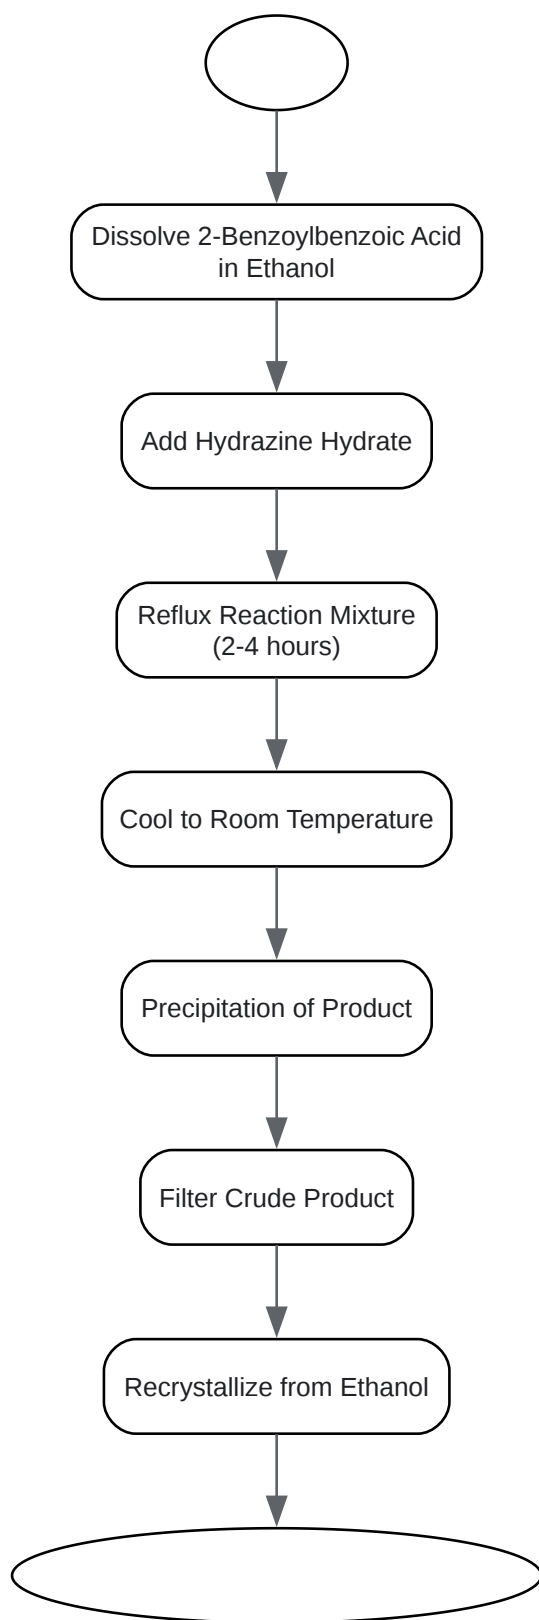 Dissolve 2-Benzoylbenzoic Acid
in Ethanol
Add Hydrazine Hydrate
Reflux Reaction Mixture
(2-4 hours)
Cool to Room Temperature
Precipitation of Product
Filter Crude Product
Recrystallize from Ethanol